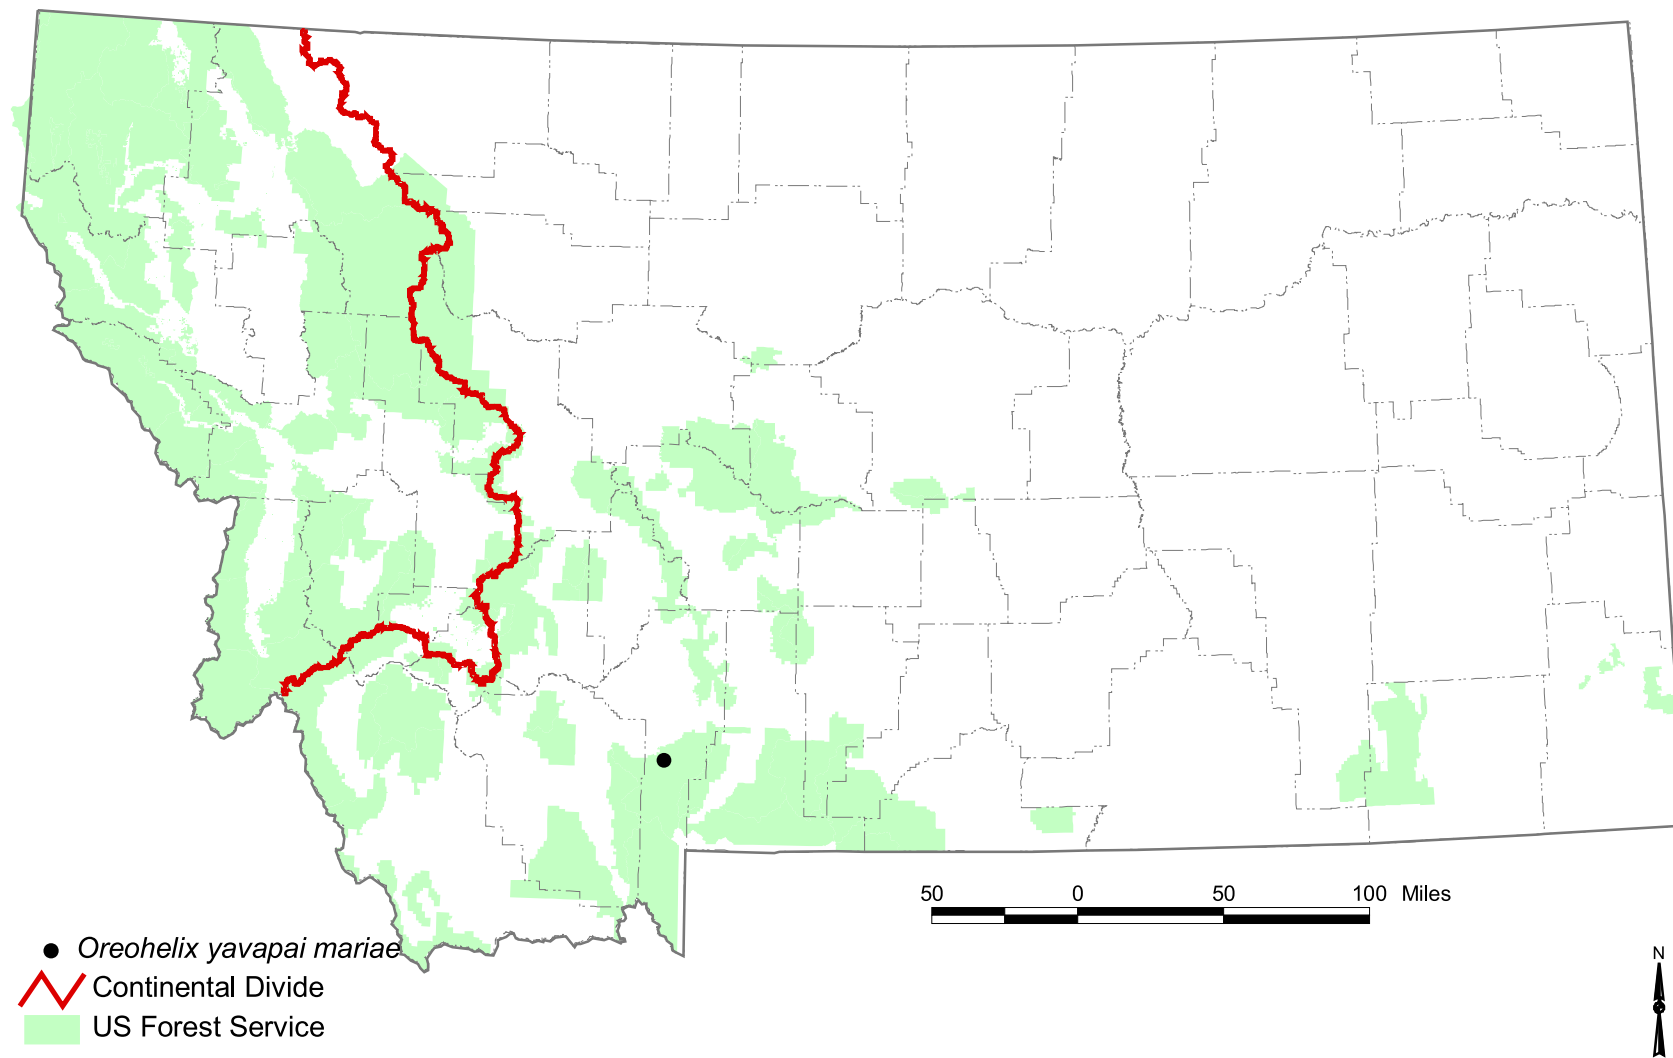 50 0 50 100 Miles
Oreohelix yavapai mariae
Continental Divide
US Forest Service
N